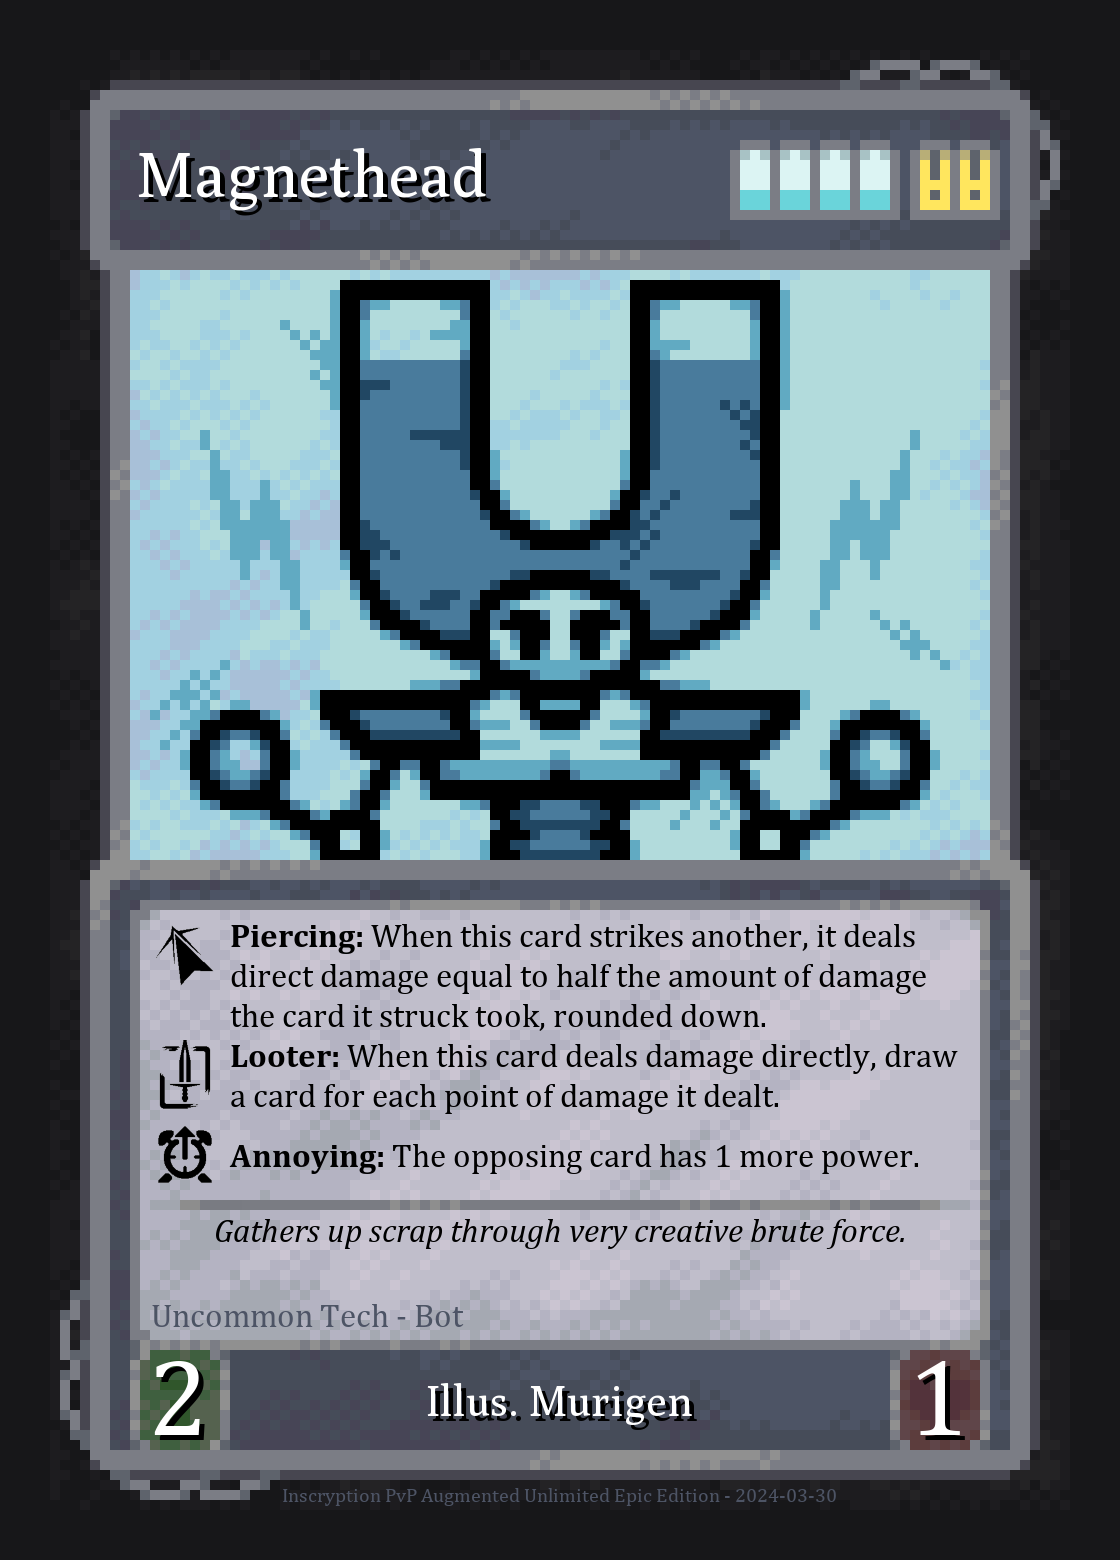 Magnethead
Piercing: When this card strikes another, it deals
direct damage equal to half the amount of damage
the card it struck took, rounded down.
Looter: When this card deals damage directly, draw
a card for each point of damage it dealt.
Annoying: The opposing card has 1 more power.
Gathers up scrap through very creative brute force.
Uncommon Tech - Bot
2
Illus. Murigen
1
Inscryption PvP Augmented Unlimited Epic Edition - 2024-03-30